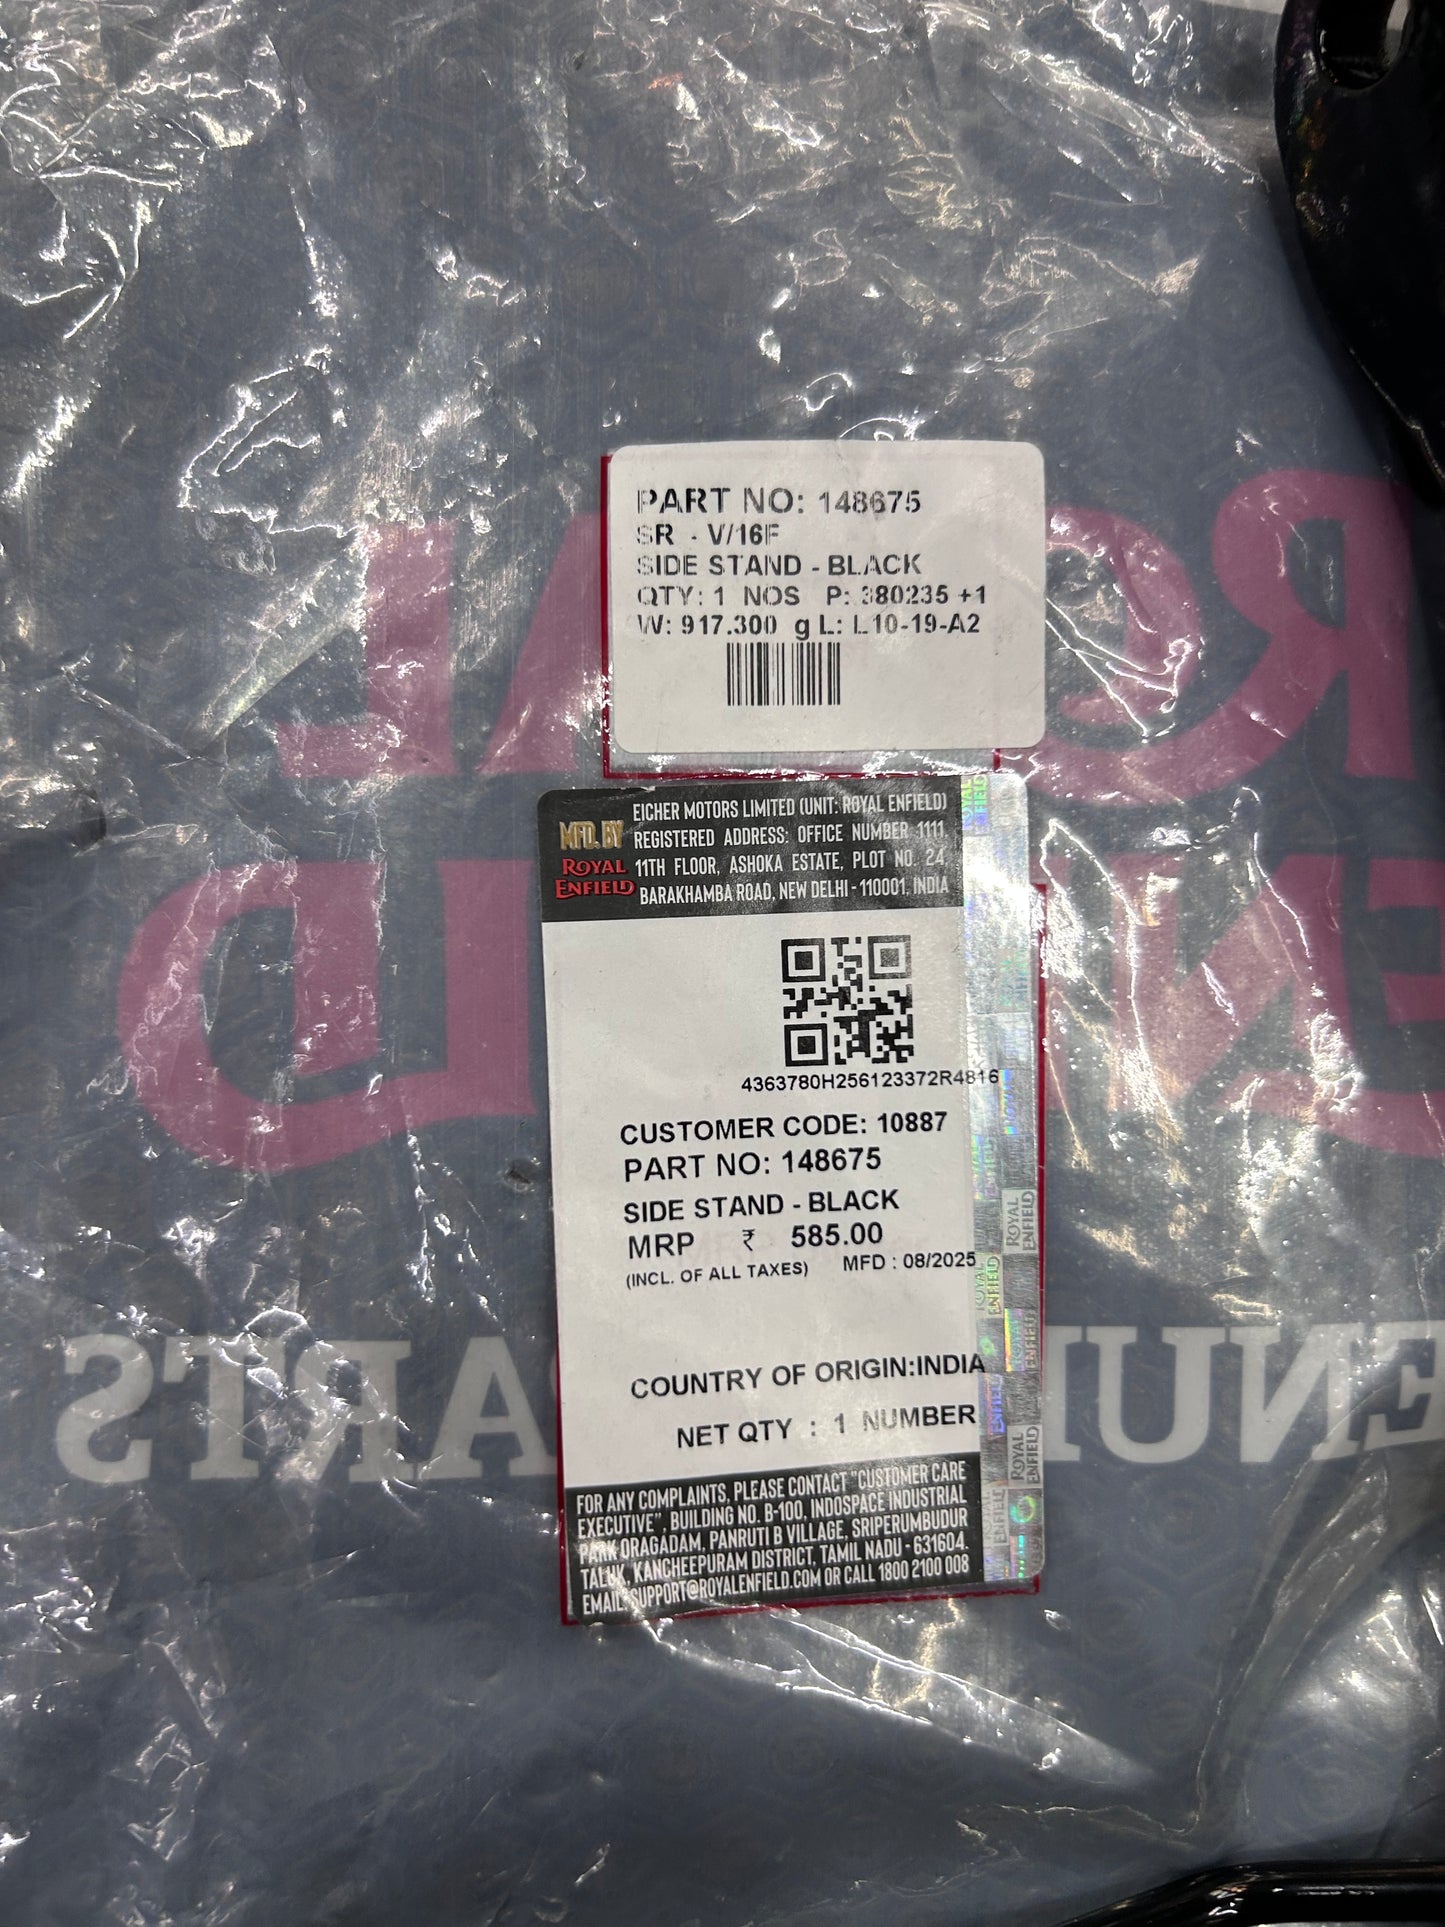 PART NO: 148675
SR - V/16F
SIDE STAND - BLACK
QTY: 1 NOS P: 380235 +1
W: 917.300 g L: L10-19-A2
MFD. BY
ROYAL
ENFIELD
EICHER MOTORS LIMITED (UNIT: ROYAL ENFIELD)
REGISTERED ADDRESS: OFFICE NUMBER 1111,
11TH FLOOR, ASHOKA ESTATE, PLOT NO. 24,
BARAKHAMBA ROAD, NEW DELHI - 110001, INDIA
4363780H256123372R4816
CUSTOMER CODE: 10887
PART NO: 148675
SIDE STAND - BLACK
MRP ₹ 585.00
(INCL. OF ALL TAXES) MFD : 08/2025
COUNTRY OF ORIGIN:INDIA
NET QTY : 1 NUMBER
FOR ANY COMPLAINTS, PLEASE CONTACT "CUSTOMER CARE
EXECUTIVE", BUILDING NO. B-100, INDOSPACE INDUSTRIAL
PARK ORAGADAM, PANRUTI B VILLAGE, SRIPERUMBUDUR
TALUK, KANCHEEPURAM DISTRICT, TAMIL NADU - 631604.
EMAIL: SUPPORT@ROYALENFIELD.COM OR CALL 1800 2100 008
ROYAL
ENFIELD
ROYAL
ENFIELD
ROYAL
ENFIELD
PARTS